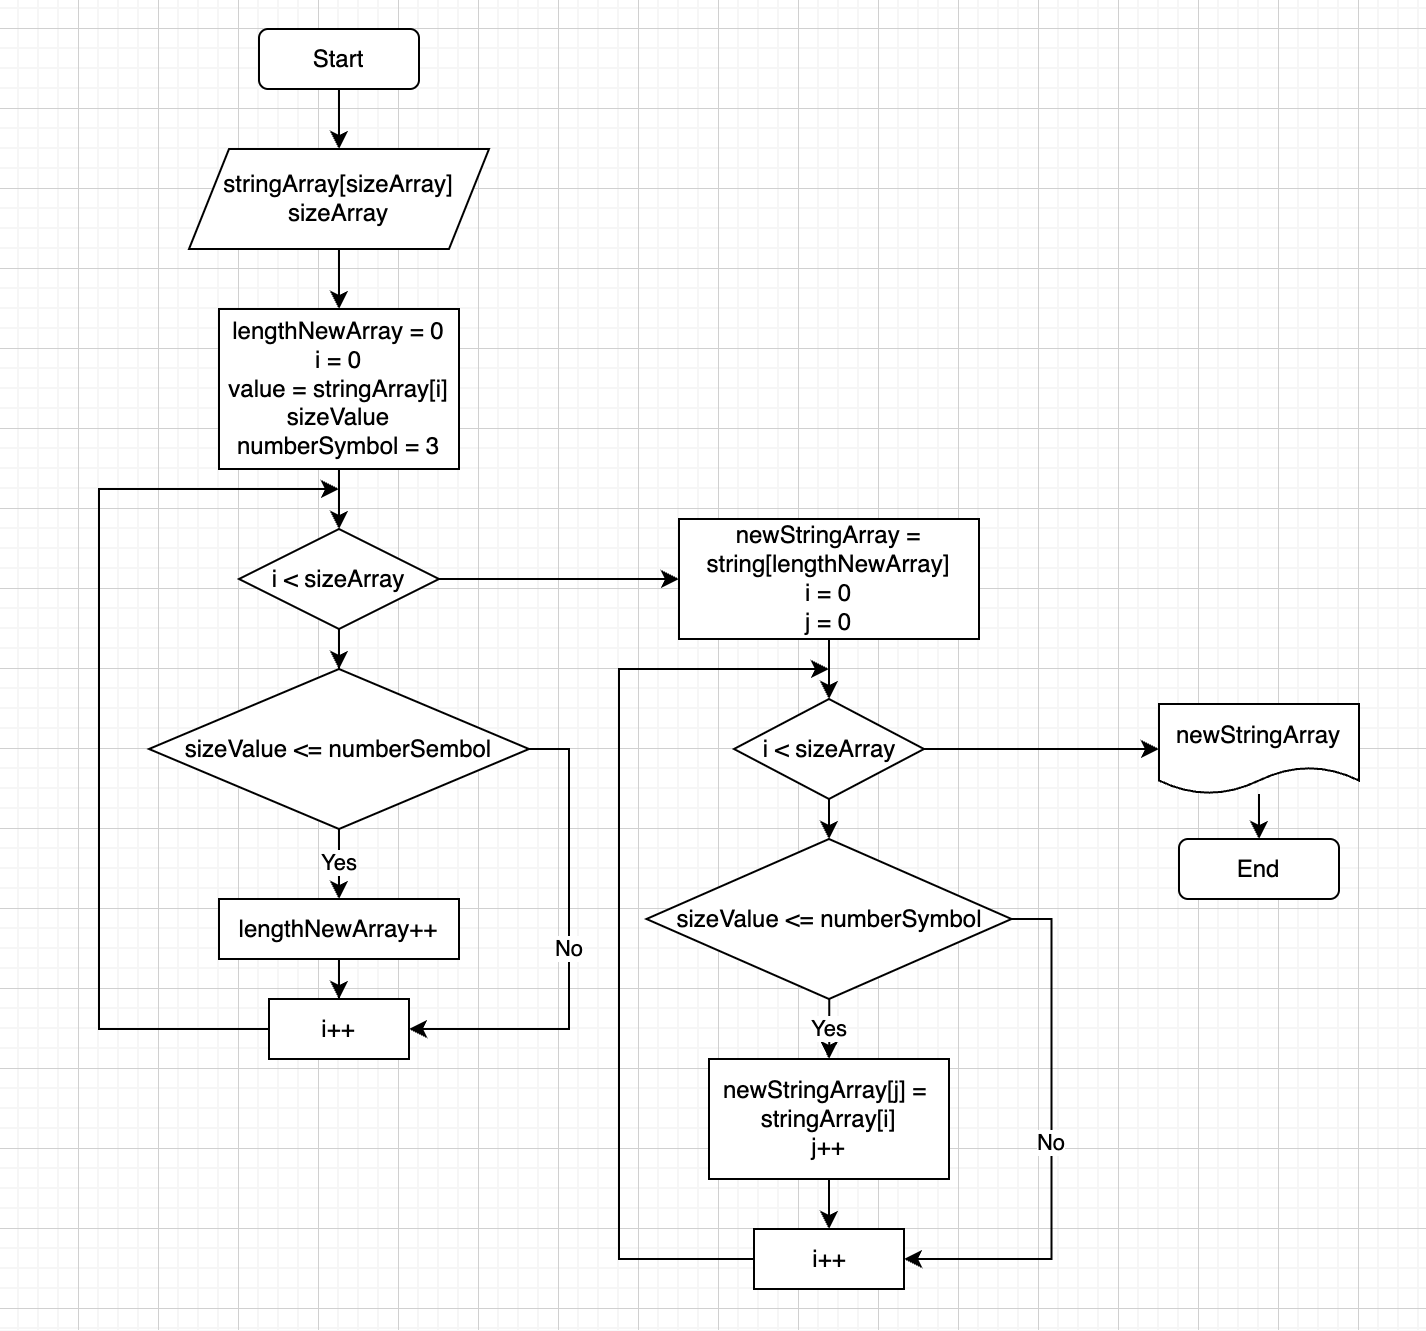 Start
stringArray[sizeArray]
sizeArray
lengthNewArray = 0
i = 0
value = stringArray[i]
sizeValue
numberSymbol = 3
i < sizeArray
sizeValue <= numberSembol
Yes
lengthNewArray++
No
i++
newStringArray =
string[lengthNewArray]
i = 0
j = 0
i < sizeArray
sizeValue <= numberSymbol
Yes
newStringArray[j] =
stringArray[i]
j++
No
i++
newStringArray
End